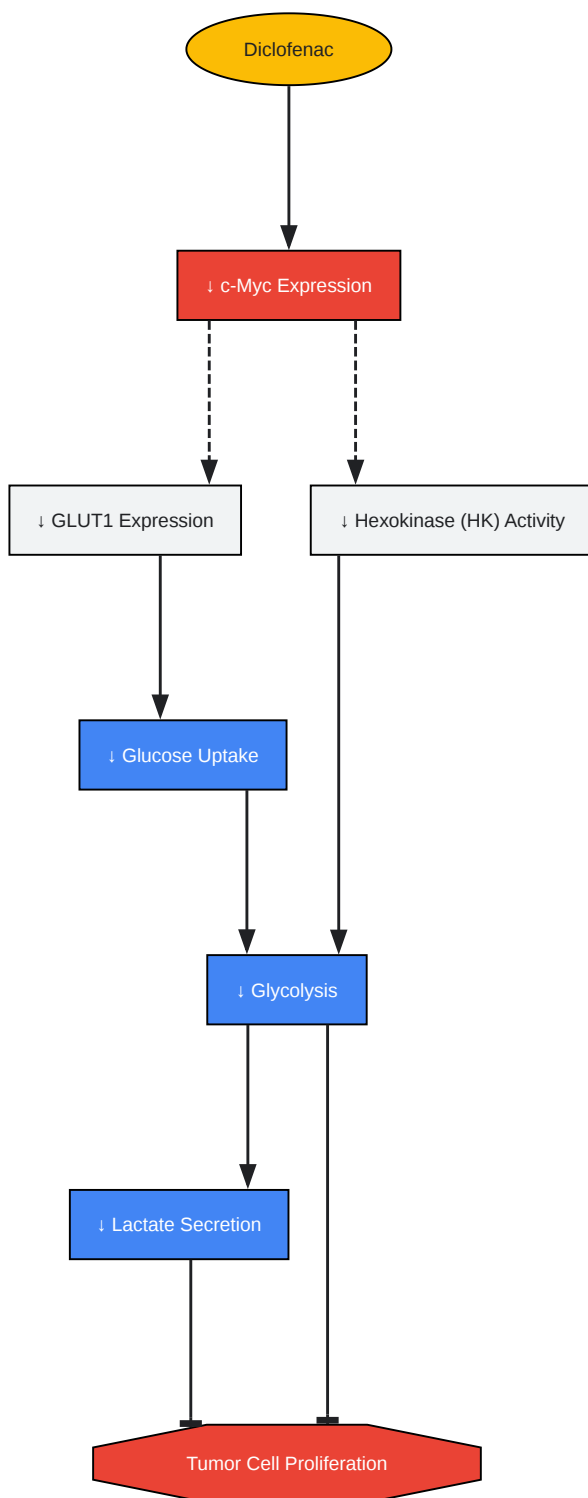 Diclofenac
↓ c-Myc Expression
↓ GLUT1 Expression
↓ Hexokinase (HK) Activity
↓ Glucose Uptake
↓ Glycolysis
↓ Lactate Secretion
Tumor Cell Proliferation